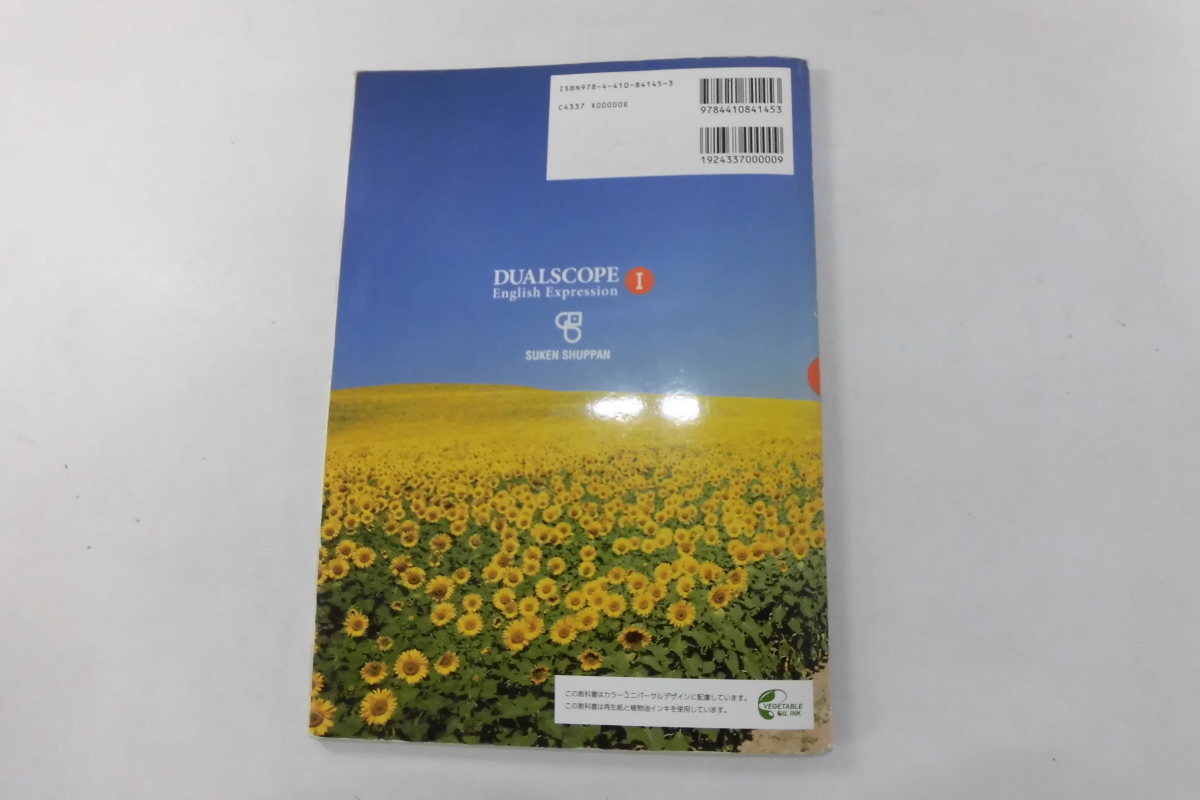 ISBN978-4-410-84145-3
C4337 ¥00000E
9784410841453
1924337000009
DUALSCOPE I
English Expression
SUKEN SHUPPAN
この教科書はカラーユニバーサルデザインに配慮しています。
この教科書は再生紙と植物油インキを使用しています。
VEGETABLE
OIL INK